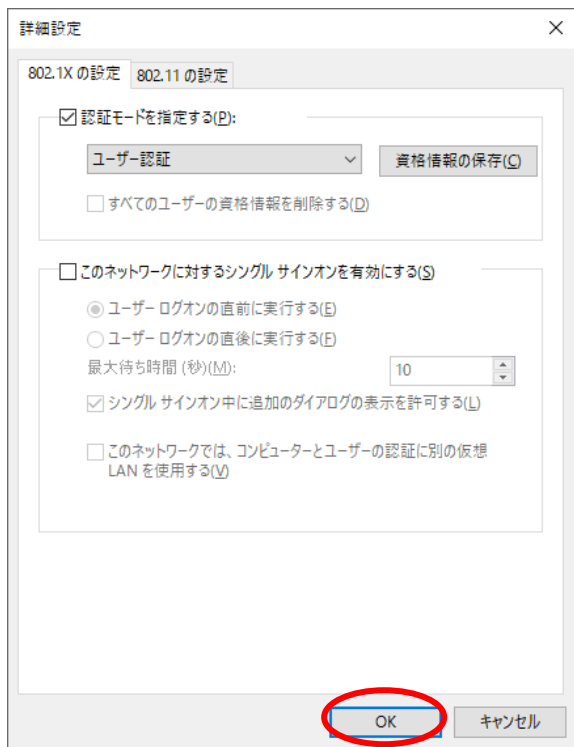 詳細設定
802.1X の設定 802.11 の設定
認証モードを指定する(P):
ユーザー認証
資格情報の保存(C)
すべてのユーザーの資格情報を削除する(D)
このネットワークに対するシングル サインオンを有効にする(S)
ユーザー ログオンの直前に実行する(E)
ユーザー ログオンの直後に実行する(F)
最大待ち時間 (秒)(M):
10
シングル サインオン中に追加のダイアログの表示を許可する(L)
このネットワークでは、コンピューターとユーザーの認証に別の仮想
LAN を使用する(V)
OK
キャンセル